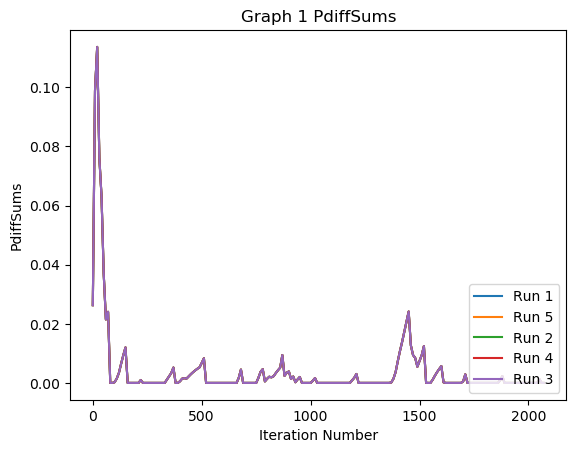 Graph 1 PdiffSums
PdiffSums
0.10
0.08
0.06
0.04
0.02
0.00
Run 1
Run 5
Run 2
Run 4
Run 3
0
500
1000
1500
2000
Iteration Number